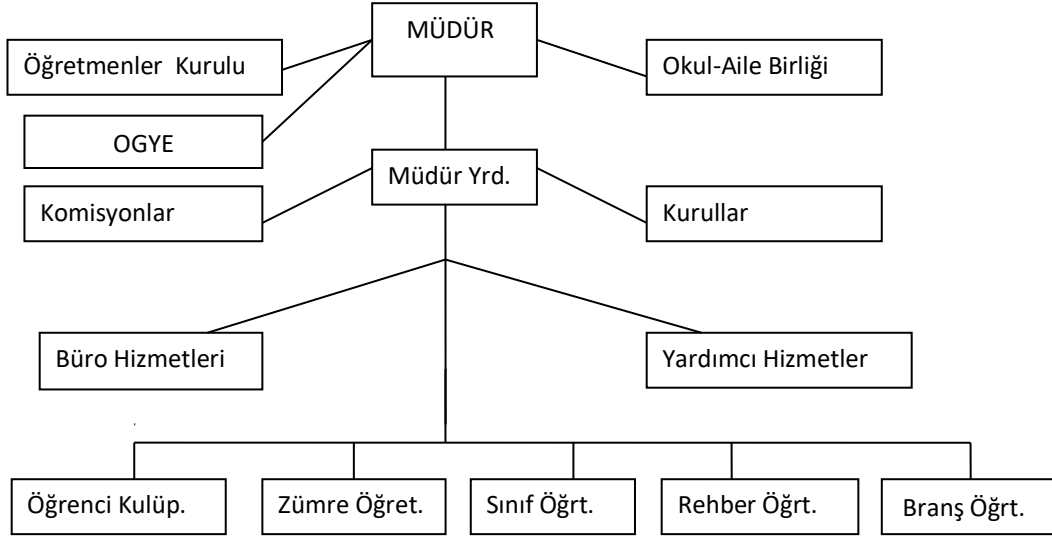 MÜDÜR
Öğretmenler Kurulu
Okul-Aile Birliği
OGYE
Müdür Yrd.
Komisyonlar
Kurullar
Büro Hizmetleri
Yardımcı Hizmetler
Öğrenci Kulüp.
Zümre Öğret.
Sınıf Öğrt.
Rehber Öğrt.
Branş Öğrt.